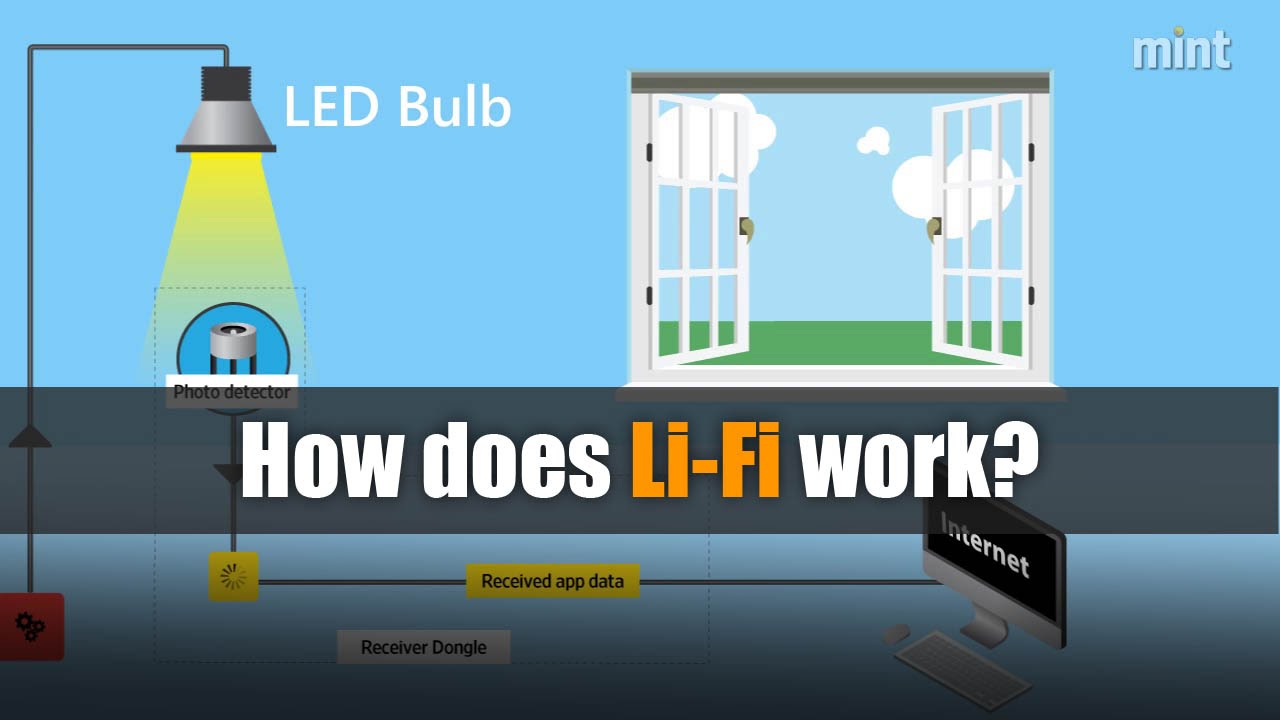 mint
LED Bulb
Photo detector
How does Li-Fi work?
Internet
Received app data
Receiver Dongle